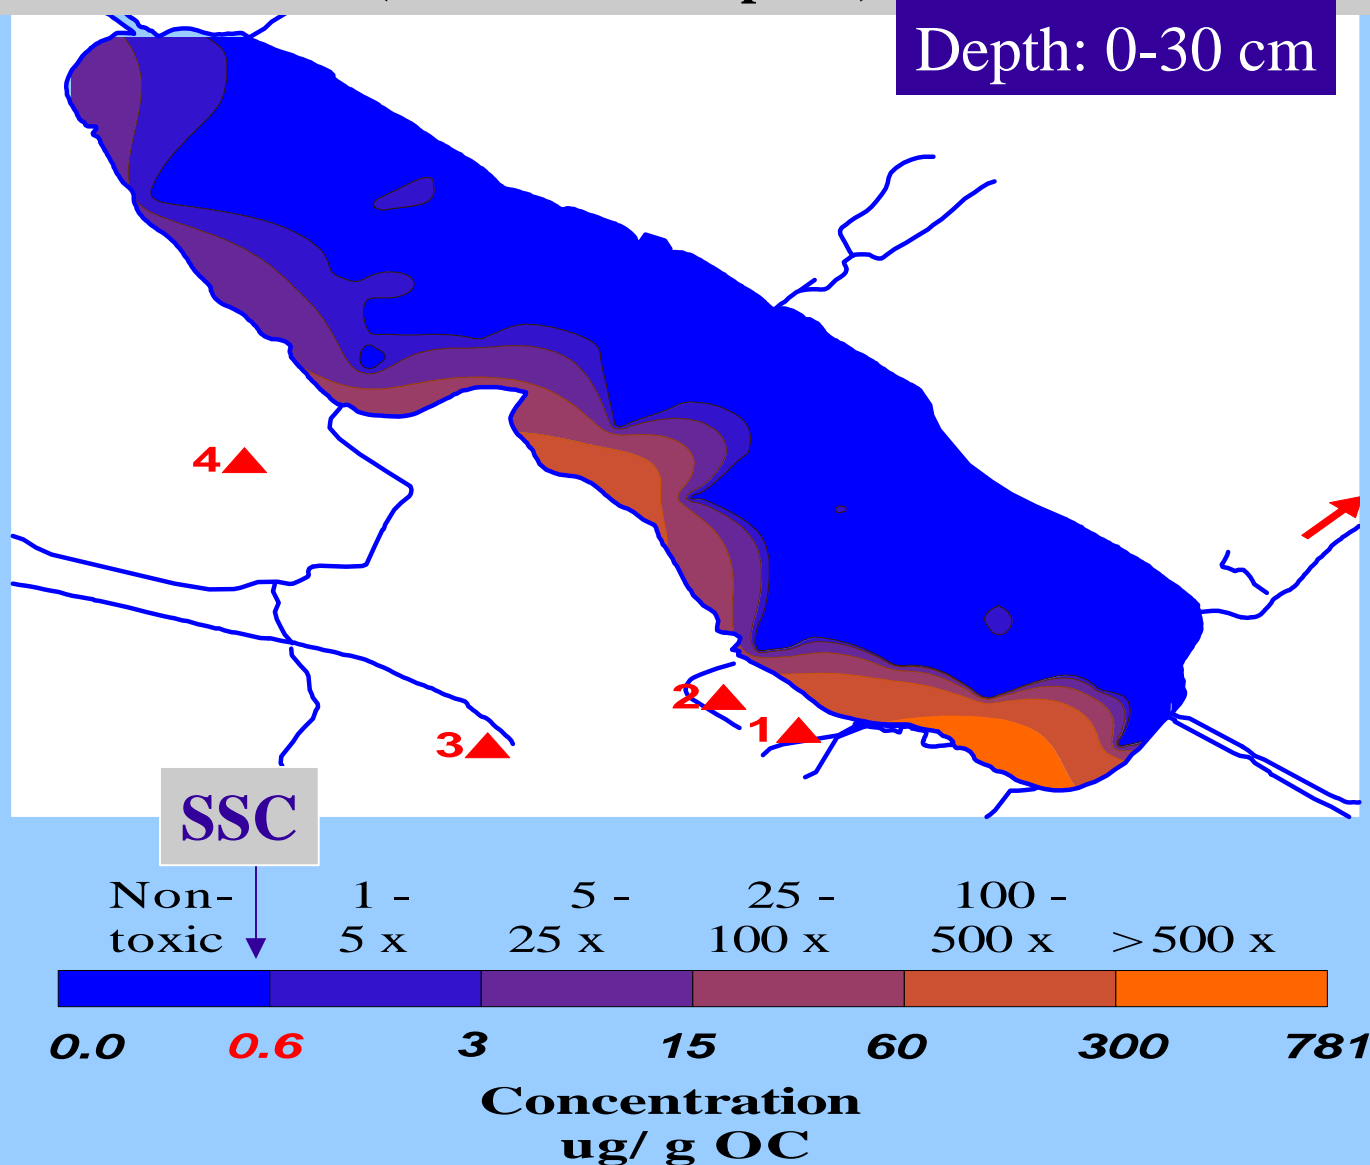 Depth: 0-30 cm
4
2
1
3
SSC
Non- 1 - 5 - 25 - 100 -
toxic 5 x 25 x 100 x 500 x >500 x
0.0 0.6 3 15 60 300 781
Concentration
ug/ g OC